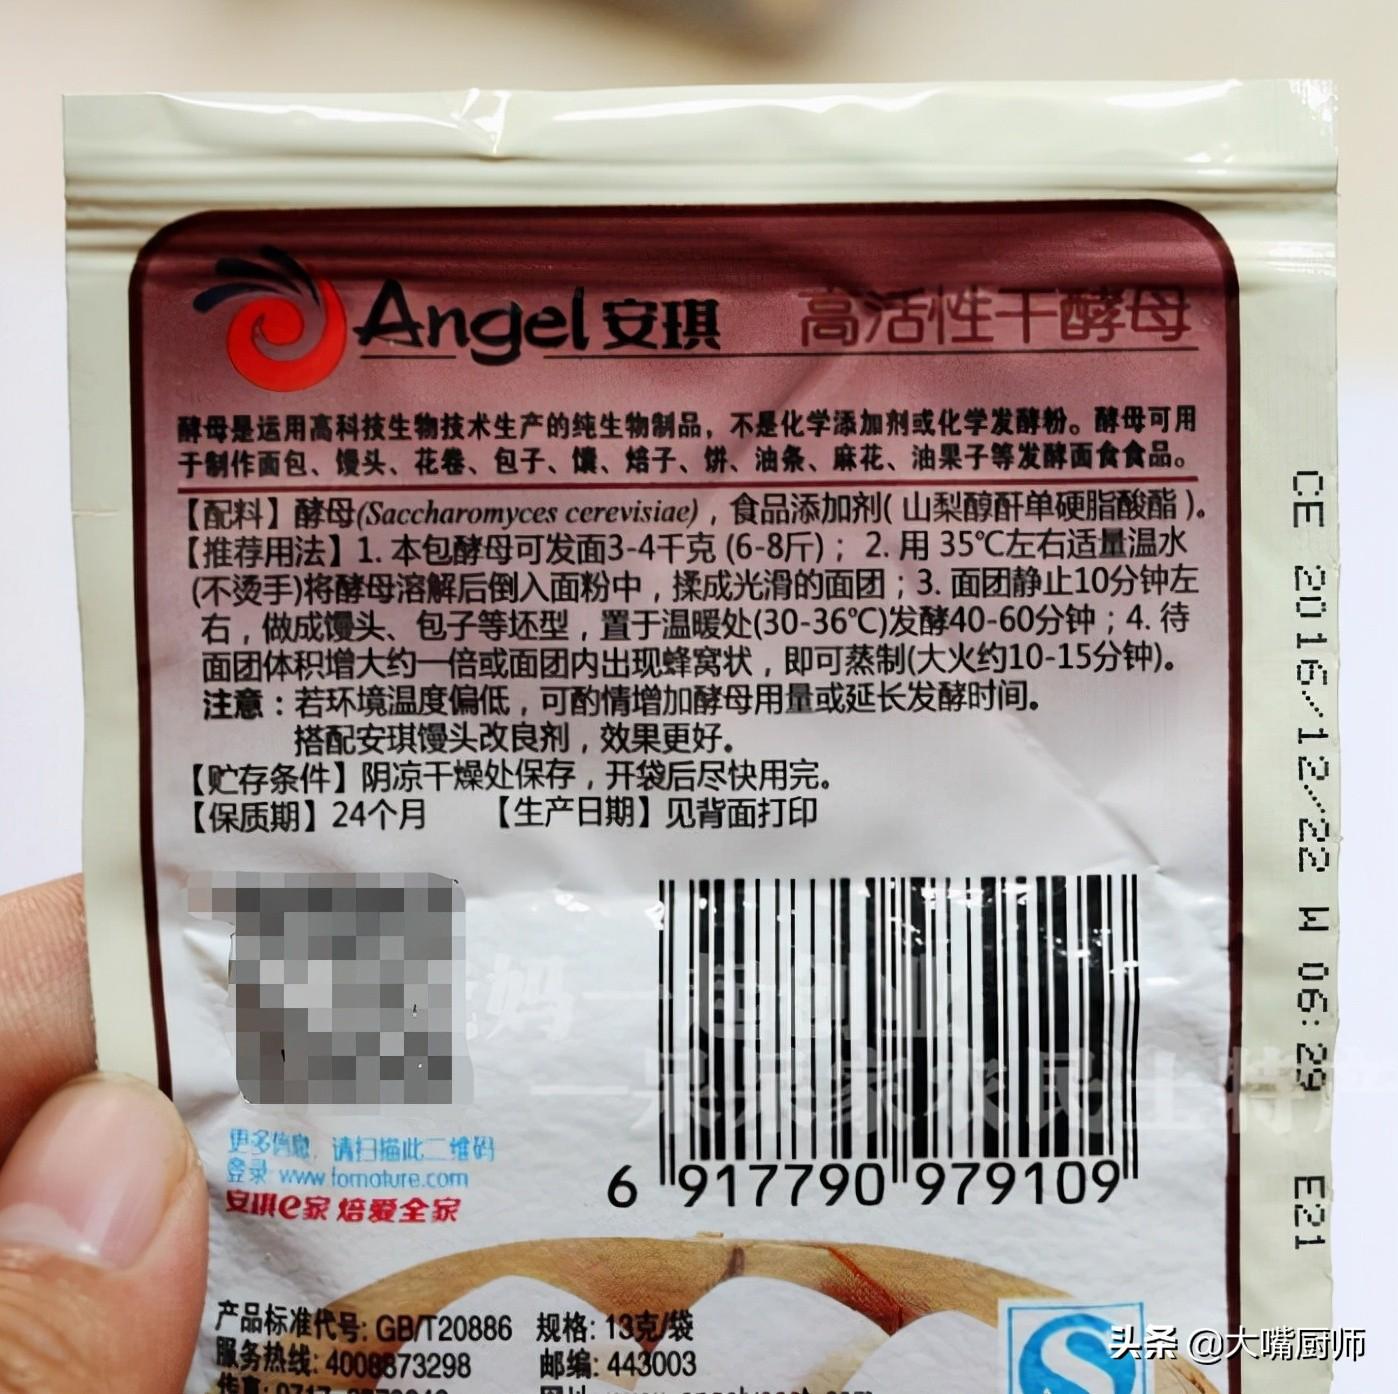 Angel安琪 高活性干酵母
酵母是运用高科技生物技术生产的纯生物制品，不是化学添加剂或化学发酵粉。酵母可用
于制作面包、馒头、花卷、包子、馕、焙子、饼、油条、麻花、油果子等发酵面食食品。
【配料】酵母(Saccharomyces cerevisiae)，食品添加剂( 山梨醇酐单硬脂酸酯 )。
【推荐用法】1. 本包酵母可发面3-4千克 (6-8斤)；2. 用 35℃左右适量温水
(不烫手)将酵母溶解后倒入面粉中，揉成光滑的面团；3. 面团静止10分钟左
右，做成馒头、包子等坯型，置于温暖处(30-36℃)发酵40-60分钟；4. 待
面团体积增大约一倍或面团内出现蜂窝状，即可蒸制(大火约10-15分钟)。
注意：若环境温度偏低，可酌情增加酵母用量或延长发酵时间。
搭配安琪馒头改良剂，效果更好。
【贮存条件】阴凉干燥处保存，开袋后尽快用完。
【保质期】24个月 【生产日期】见背面打印
CE 2016/12/22 W 06:29 E21
妈一起创业
呆呆家农民土特产
6 917790 979109
更多信息，请扫描此二维码
登录 www.fomature.com
安琪e家 焙爱全家
产品标准代号: GB/T20886 规格: 13克/袋
服务热线: 4008873298 邮编: 443003
传真: 0717
头条 @大嘴厨师